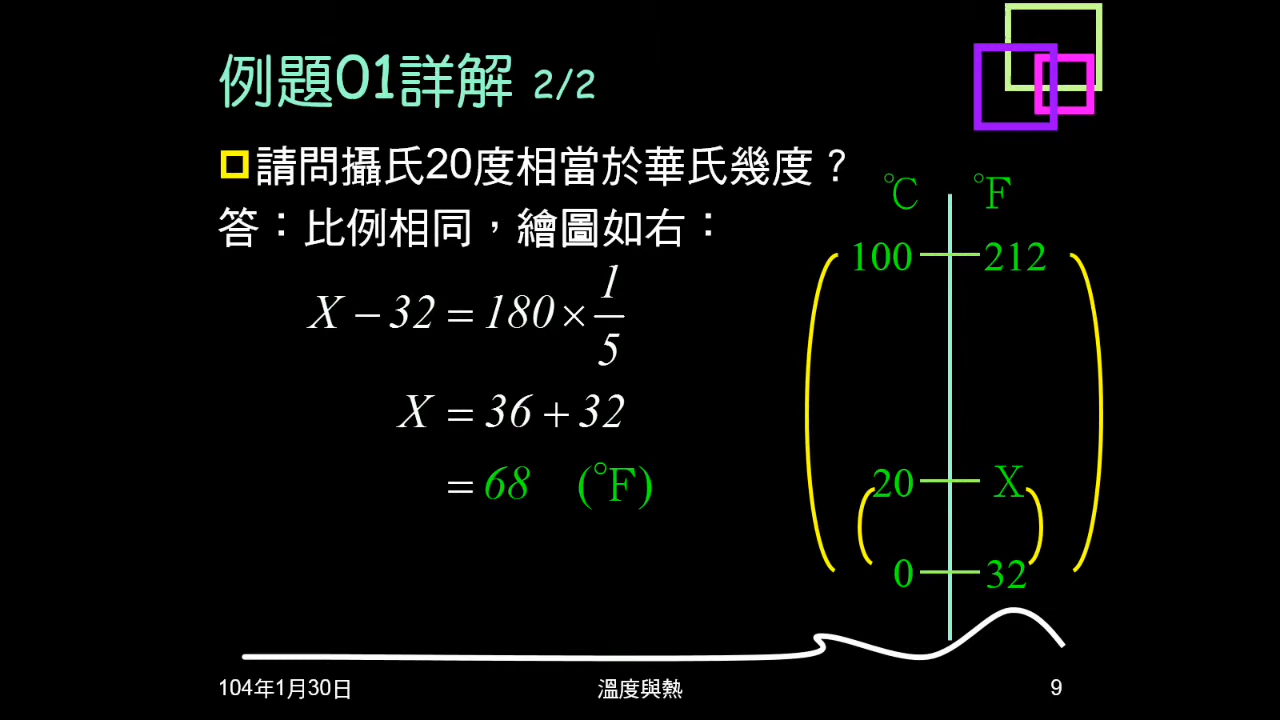 例題01詳解 2/2
請問攝氏20度相當於華氏幾度？
答：比例相同，繪圖如右：
X − 32 = 180 × 1/5
X = 36 + 32
= 68 (°F)
℃ °F
100 212
20 X
0 32
104年1月30日 溫度與熱 9